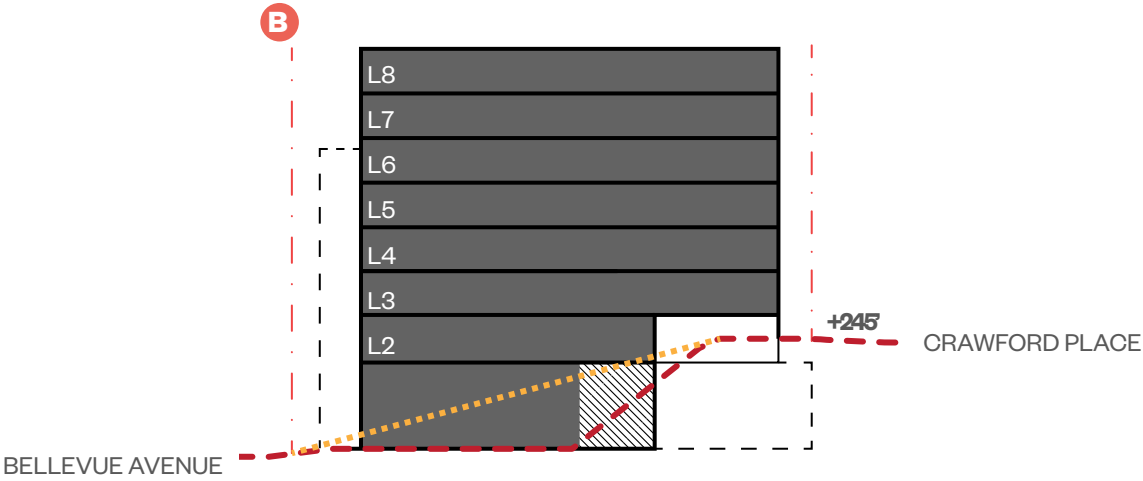 B
L8
L7
L6
L5
L4
L3
L2
+245'
CRAWFORD PLACE
BELLEVUE AVENUE